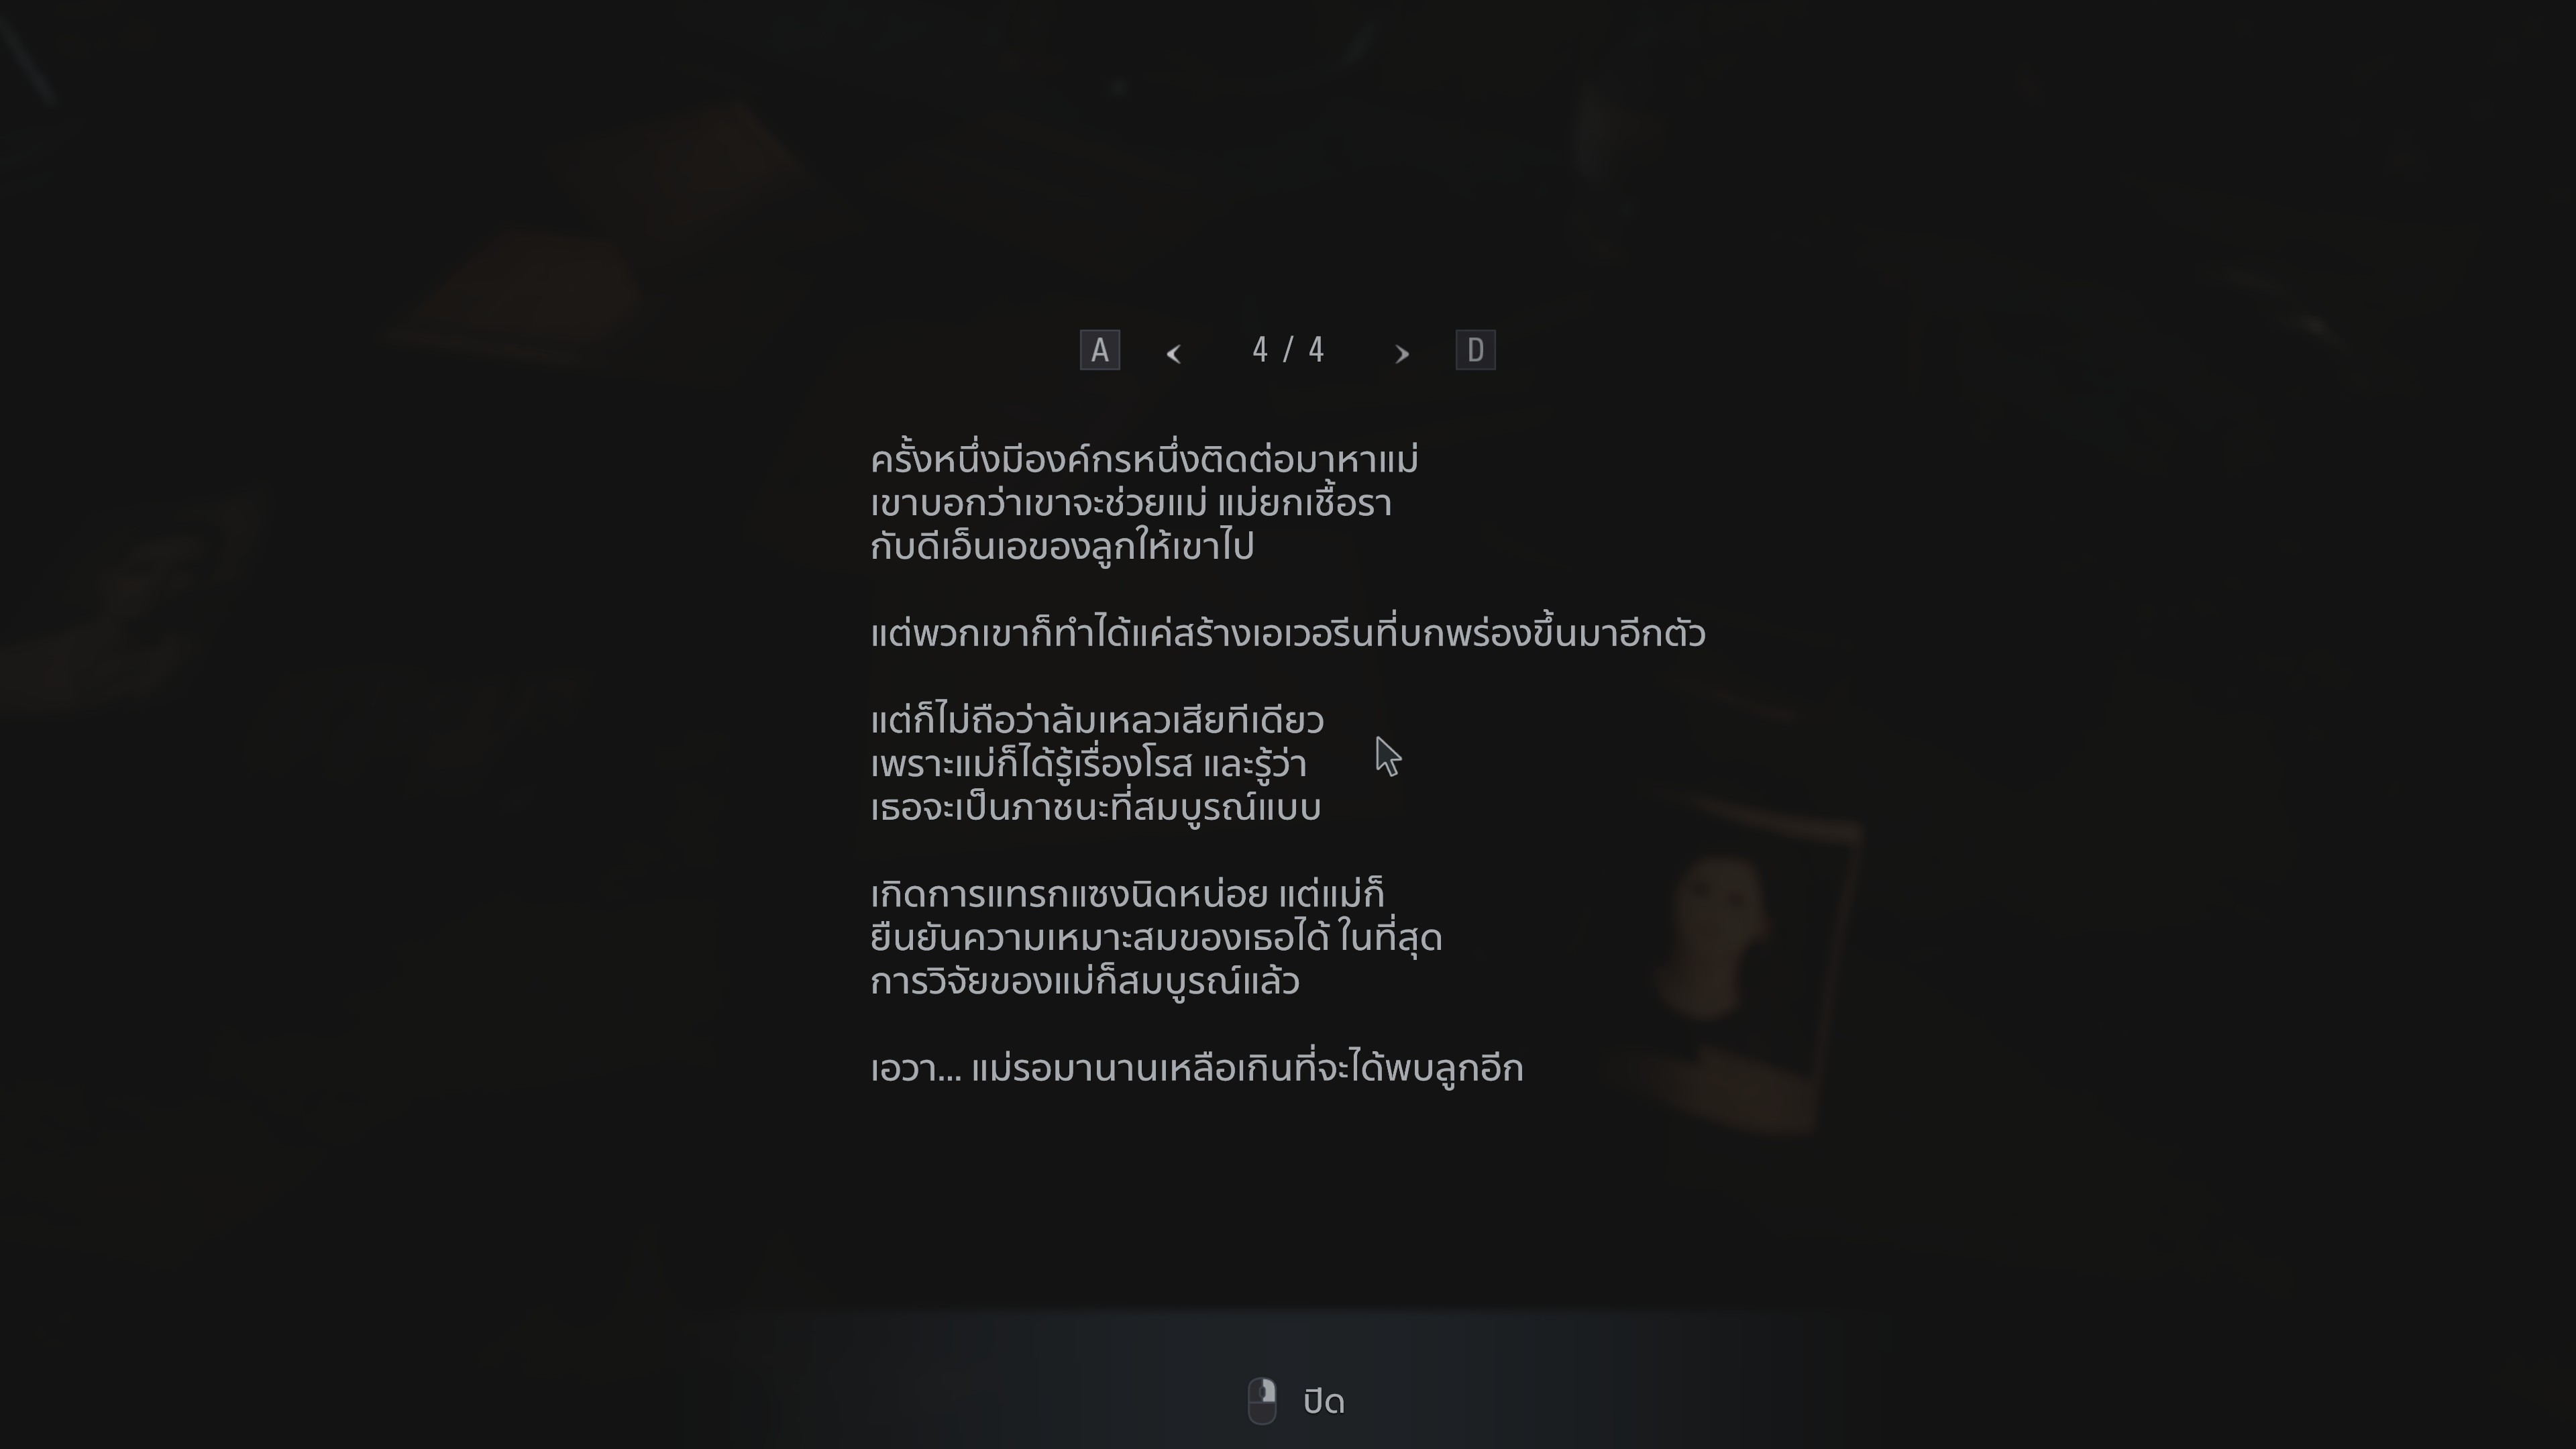 A < 4 / 4 > D
ครั้งหนึ่งมีองค์กรหนึ่งติดต่อมาหาแม่
เขาบอกว่าเขาจะช่วยแม่ แม่ยกเชื้อรา
กับดีเอ็นเอของลูกให้เขาไป
แต่พวกเขาก็ทำได้แค่สร้างเอเวอรีนที่บกพร่องขึ้นมาอีกตัว
แต่ก็ไม่ถือว่าล้มเหลวเสียทีเดียว
เพราะแม่ก็ได้รู้เรื่องโรส และรู้ว่า
เธอจะเป็นภาชนะที่สมบูรณ์แบบ
เกิดการแทรกแซงนิดหน่อย แต่แม่ก็
ยืนยันความเหมาะสมของเธอได้ ในที่สุด
การวิจัยของแม่ก็สมบูรณ์แล้ว
เอวา... แม่รอมานานเหลือเกินที่จะได้พบลูกอีก
ปิด